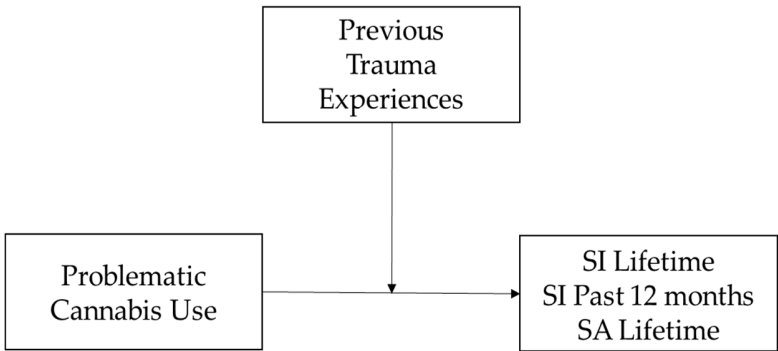 Previous
Trauma
Experiences
Problematic
Cannabis Use
SI Lifetime
SI Past 12 months
SA Lifetime